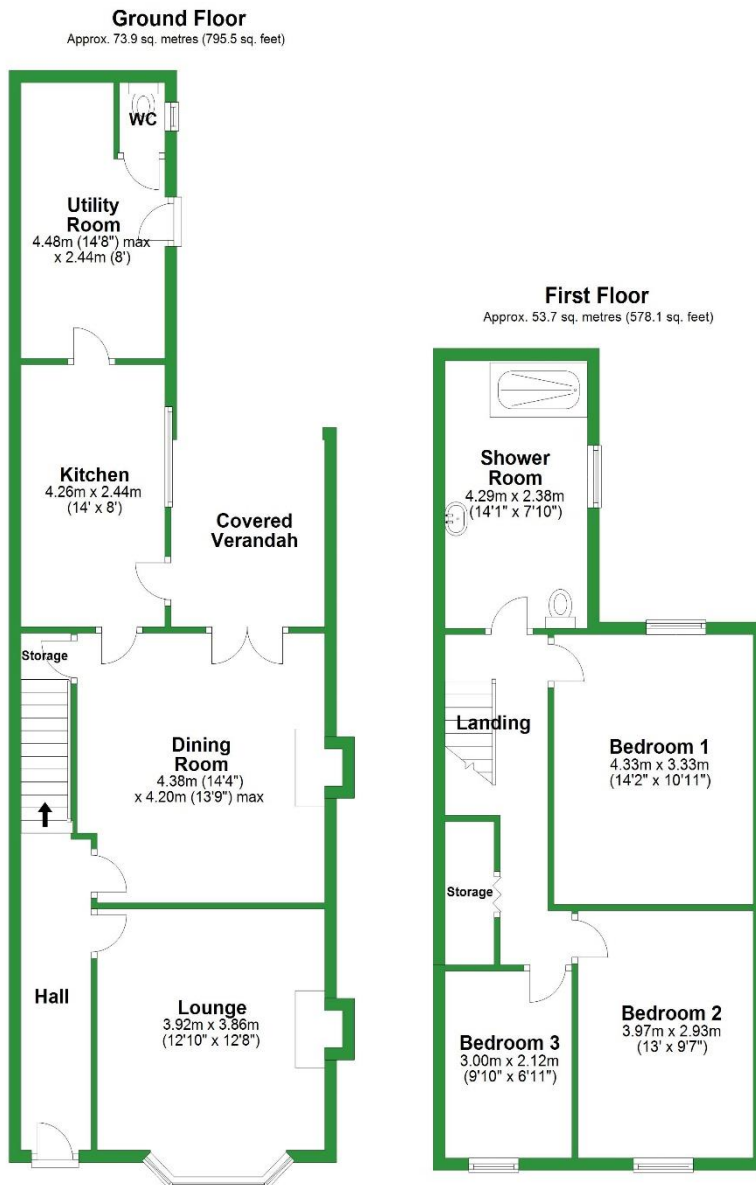 Ground Floor
Approx. 73.9 sq. metres (795.5 sq. feet)
WC
Utility
Room
4.48m (14'8") max
x 2.44m (8')
Kitchen
4.26m x 2.44m
(14' x 8')
Covered
Verandah
Storage
Dining
Room
4.38m (14'4")
x 4.20m (13'9") max
Hall
Lounge
3.92m x 3.86m
(12'10" x 12'8")
First Floor
Approx. 53.7 sq. metres (578.1 sq. feet)
Shower
Room
4.29m x 2.38m
(14'1" x 7'10")
Landing
Bedroom 1
4.33m x 3.33m
(14'2" x 10'11")
Storage
Bedroom 2
3.97m x 2.93m
(13' x 9'7")
Bedroom 3
3.00m x 2.12m
(9'10" x 6'11")